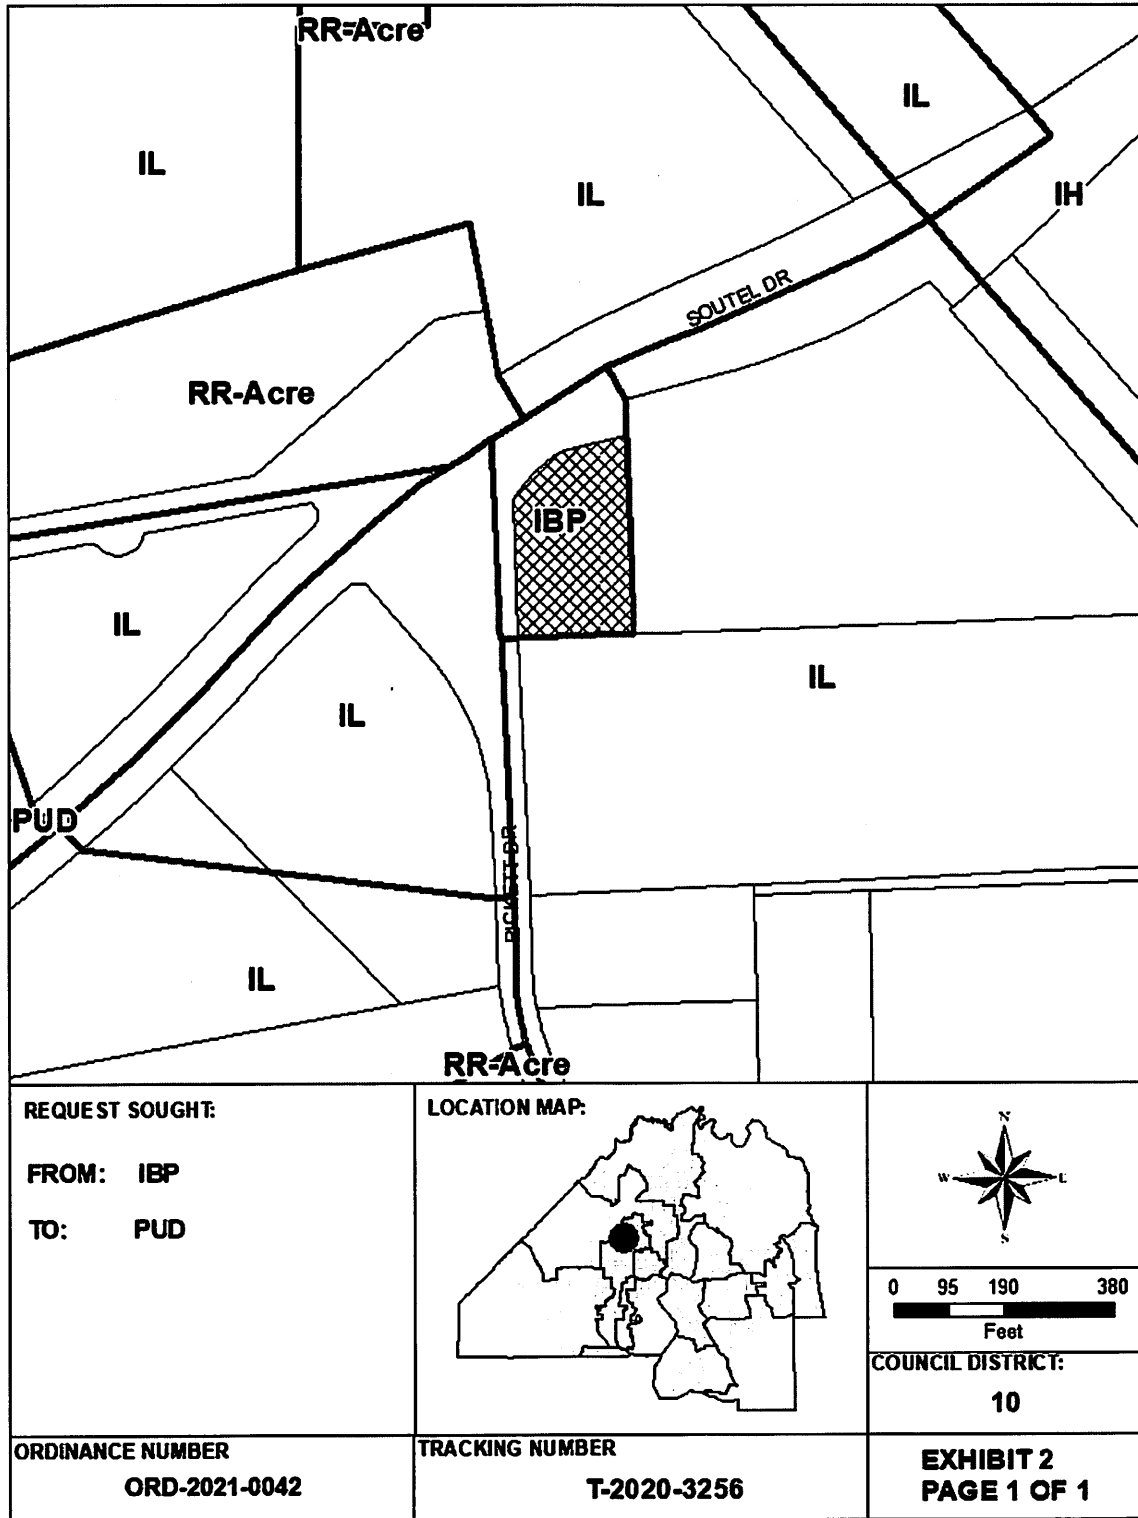 RR-Acre
IL
IL
IL
IH
SOUTEL DR
RR-Acre
IBP
IL
IL
IL
PUD
PICKETT DR
IL
RR-Acre
REQUEST SOUGHT:
FROM: IBP
TO: PUD
LOCATION MAP:
N
W E
S
0 95 190 380
Feet
COUNCIL DISTRICT:
10
ORDINANCE NUMBER
ORD-2021-0042
TRACKING NUMBER
T-2020-3256
EXHIBIT 2
PAGE 1 OF 1